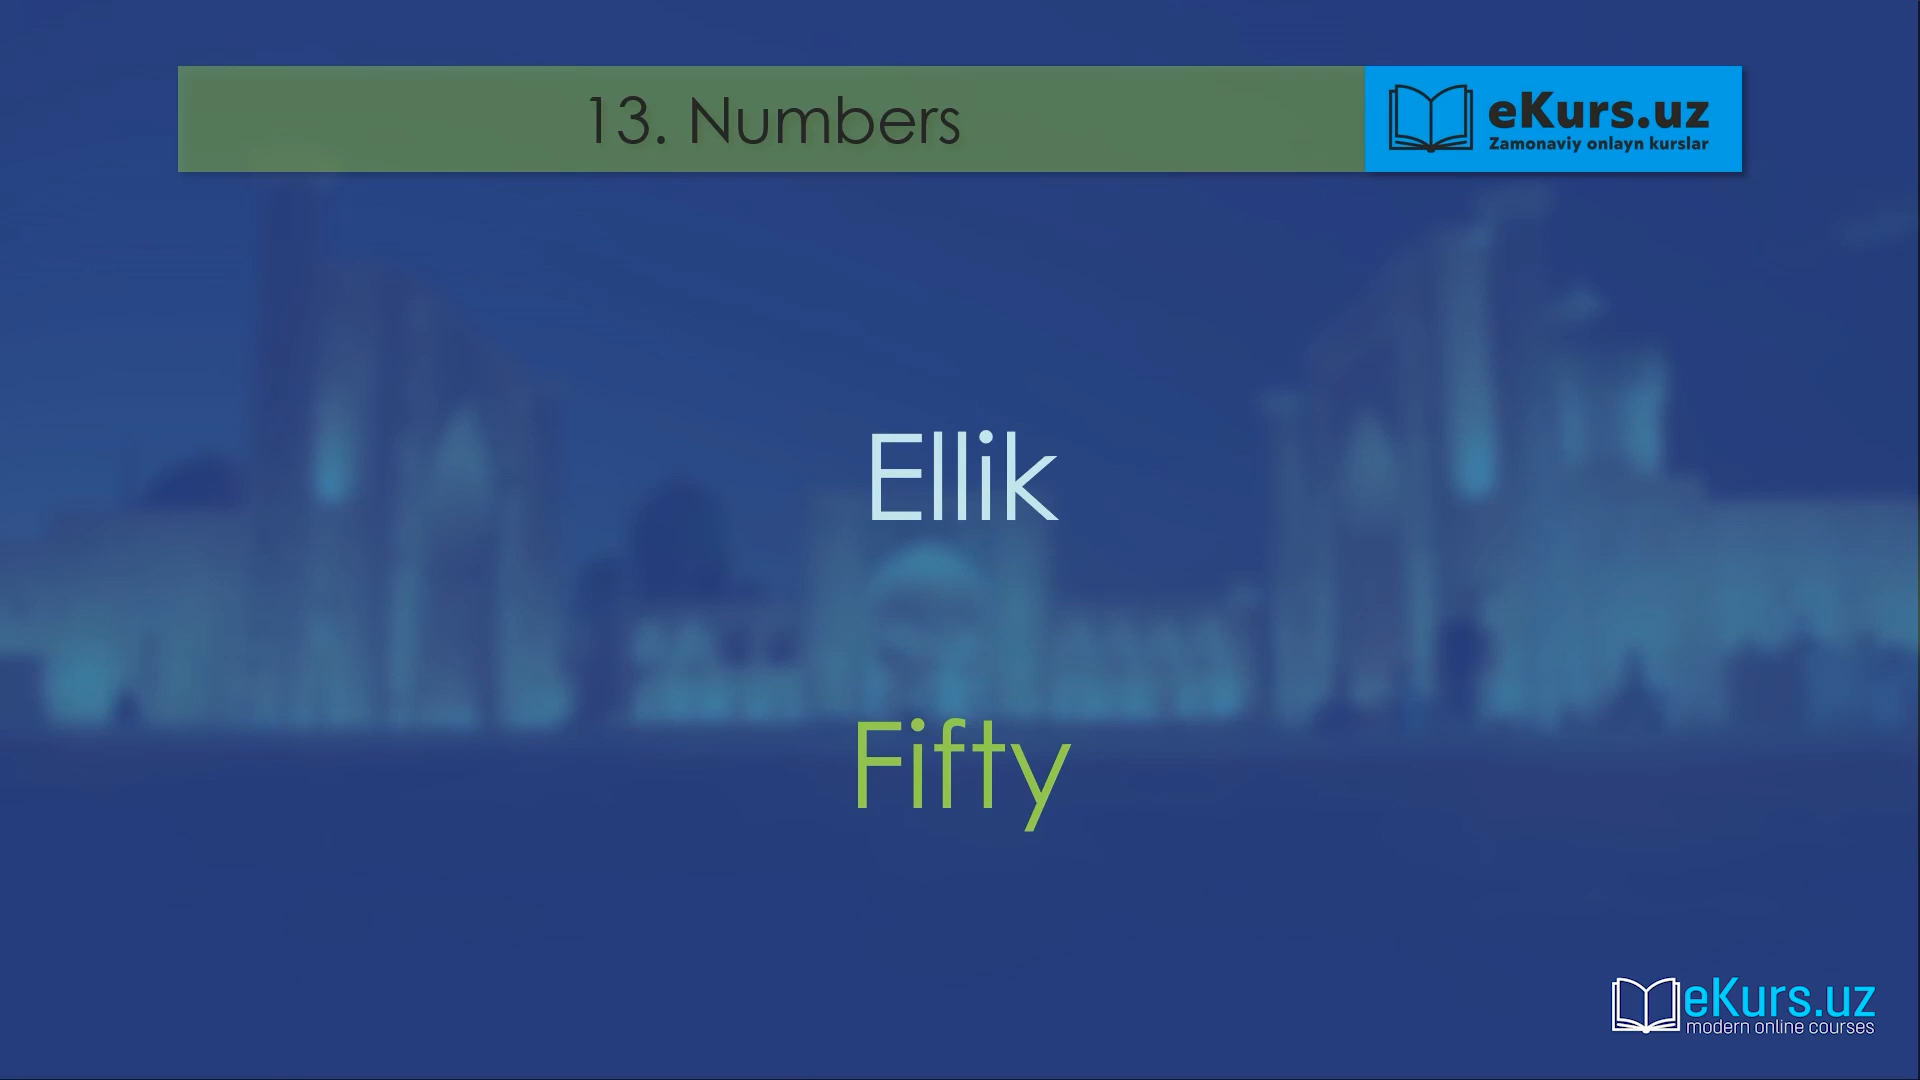 13. Numbers
eKurs.uz
Zamonaviy onlayn kurslar
Ellik
Fifty
eKurs.uz
modern online courses